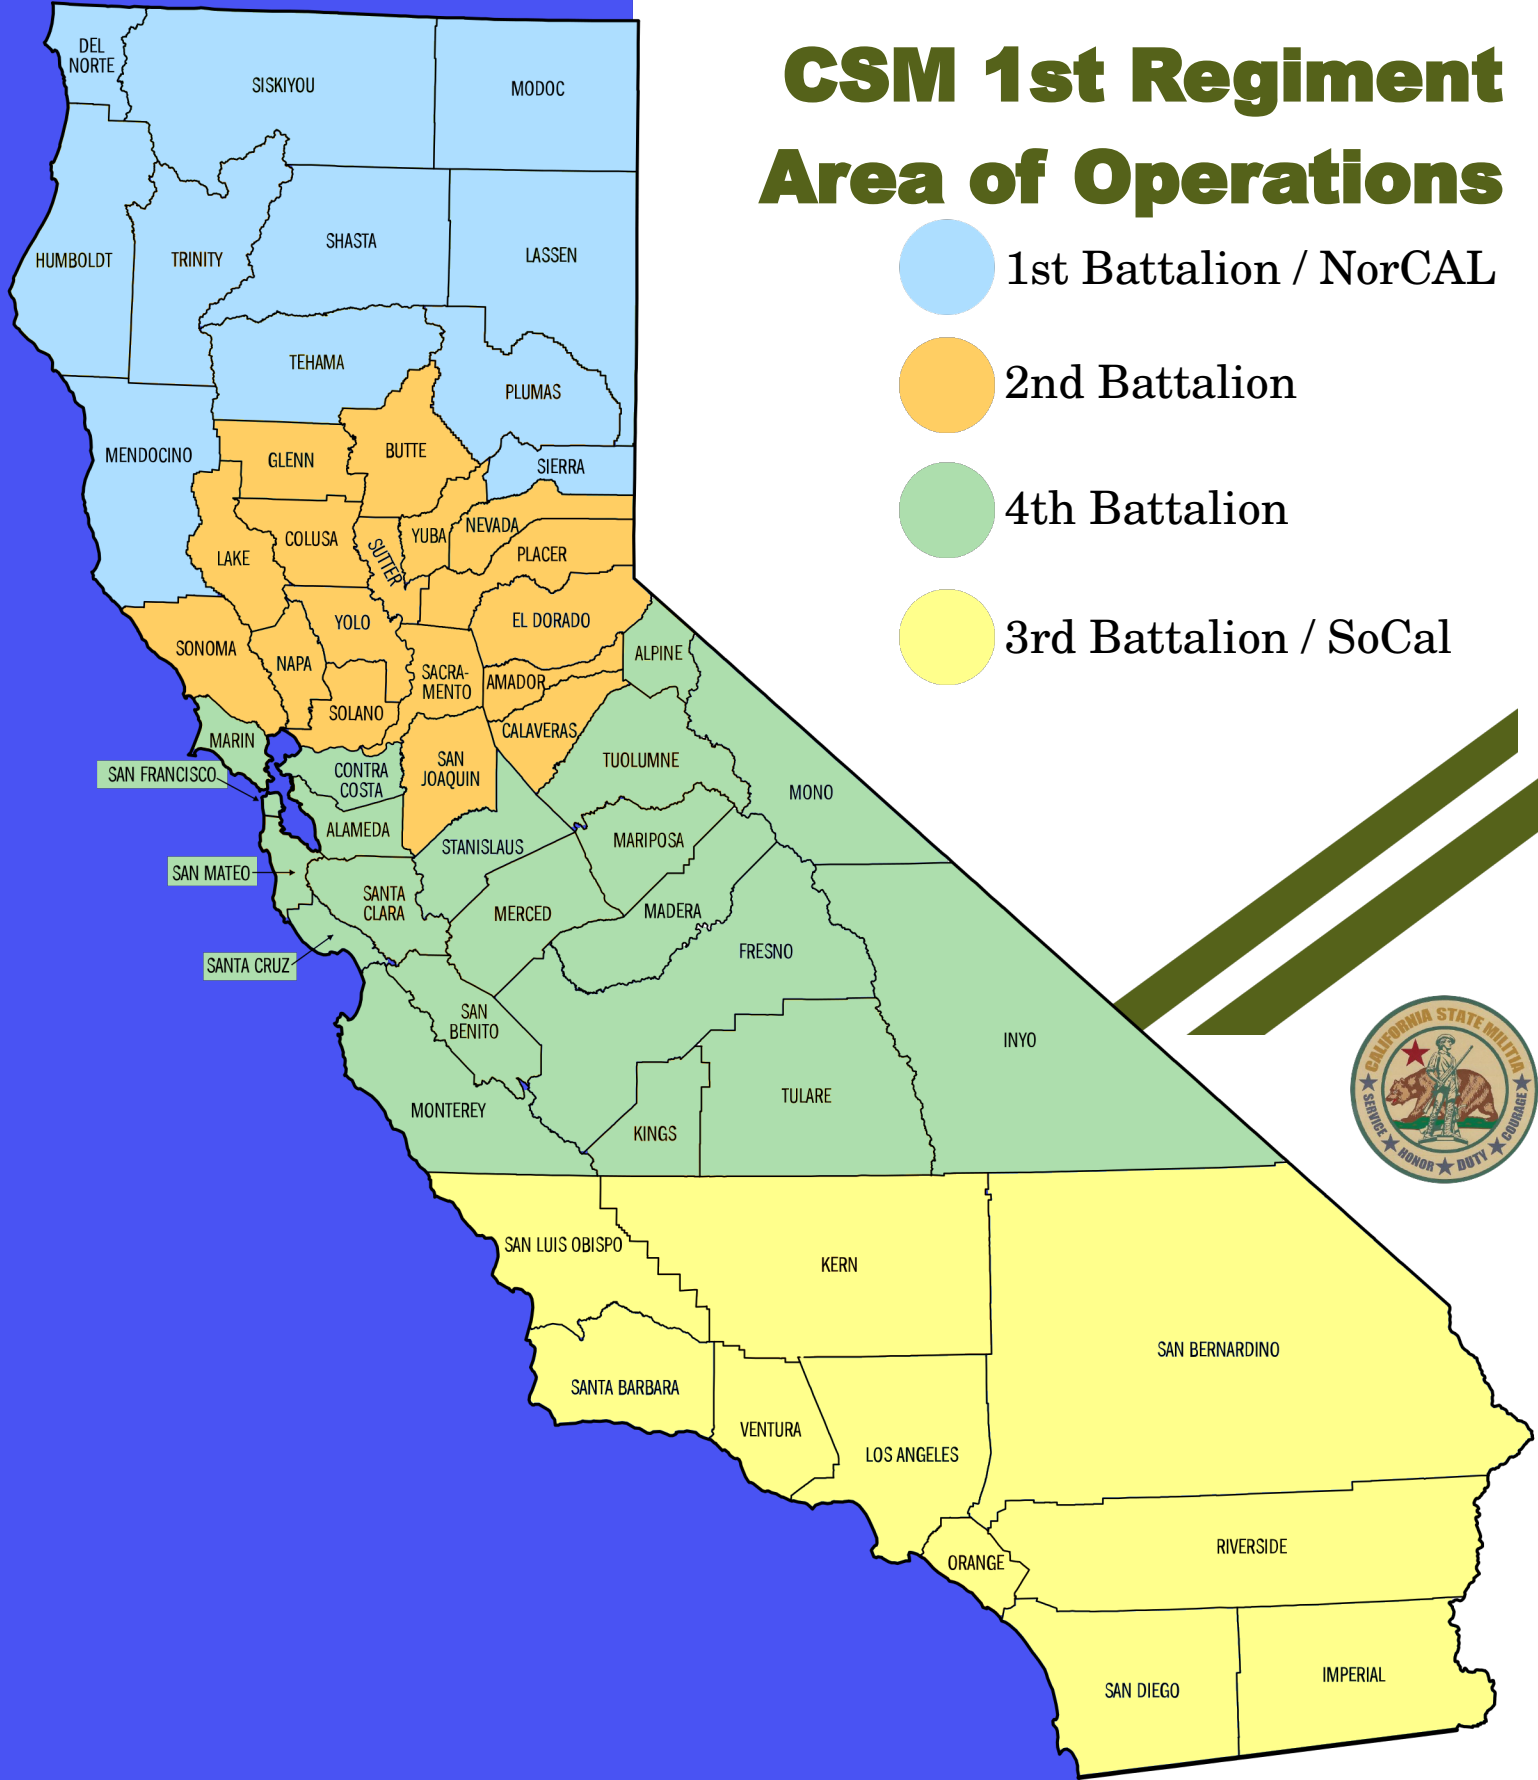 CSM 1st Regiment
Area of Operations
1st Battalion / NorCAL
2nd Battalion
4th Battalion
3rd Battalion / SoCal
DEL
NORTE
SISKIYOU
MODOC
HUMBOLDT
TRINITY
SHASTA
LASSEN
TEHAMA
PLUMAS
MENDOCINO
GLENN
BUTTE
SIERRA
LAKE
COLUSA
SUTTER
YUBA
NEVADA
PLACER
SONOMA
NAPA
YOLO
EL DORADO
SACRA-
MENTO
AMADOR
ALPINE
SOLANO
CALAVERAS
MARIN
SAN FRANCISCO
CONTRA
COSTA
SAN
JOAQUIN
TUOLUMNE
MONO
ALAMEDA
STANISLAUS
MARIPOSA
SAN MATEO
SANTA
CLARA
MERCED
MADERA
SANTA CRUZ
FRESNO
SAN
BENITO
INYO
MONTEREY
KINGS
TULARE
CALIFORNIA STATE MILITIA
SERVICE
HONOR
DUTY
COURAGE
SAN LUIS OBISPO
KERN
SAN BERNARDINO
SANTA BARBARA
VENTURA
LOS ANGELES
ORANGE
RIVERSIDE
SAN DIEGO
IMPERIAL